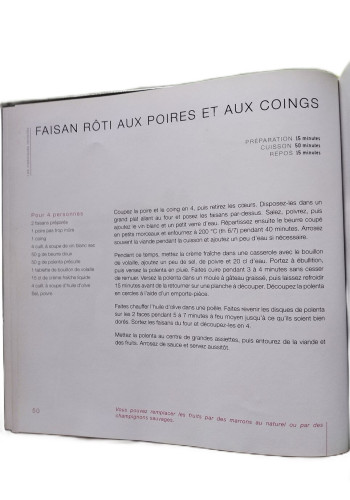 FAISAN RÔTI AUX POIRES ET AUX COINGS
PRÉPARATION 15 minutes
CUISSON 50 minutes
REPOS 15 minutes
Pour 4 personnes
2 faisans préparés
1 poire pas trop mûre
1 coing
4 cuill. à soupe de vin blanc sec
50 g de beurre doux
50 g de polenta précuite
1 tablette de bouillon de volaille
10 cl de crème fraîche liquide
4 cuill. à soupe d'huile d'olive
Sel, poivre
Coupez la poire et le coing en 4, puis retirez les cœurs. Disposez-les dans un
grand plat allant au four et posez les faisans par-dessus. Salez, poivrez, puis
ajoutez le vin blanc et un petit verre d'eau. Répartissez ensuite le beurre coupé
en petits morceaux et enfournez à 200 °C (th 6/7) pendant 40 minutes. Arrosez
souvent la viande pendant la cuisson et ajoutez un peu d'eau si nécessaire.
Pendant ce temps, mettez la crème fraîche dans une casserole avec le bouillon
de volaille, ajoutez un peu de sel, de poivre et 20 cl d'eau. Portez à ébullition,
puis versez la polenta en pluie. Faites cuire pendant 3 à 4 minutes sans cesser
de remuer. Versez la polenta dans un moule à gâteau graissé, puis laissez refroidir
15 minutes avant de la retourner sur une planche à découper. Découpez la polenta
en cercles à l'aide d'un emporte-pièce.
Faites chauffer l'huile d'olive dans une poêle. Faites revenir les disques de polenta
sur les 2 faces pendant 5 à 7 minutes à feu moyen jusqu'à ce qu'ils soient bien
dorés. Sortez les faisans du four et découpez-les en 4.
Mettez la polenta au centre de grandes assiettes, puis entourez de la viande et
des fruits. Arrosez de sauce et servez aussitôt.
Vous pouvez remplacer les fruits par des marrons au naturel ou par des
champignons sauvages.